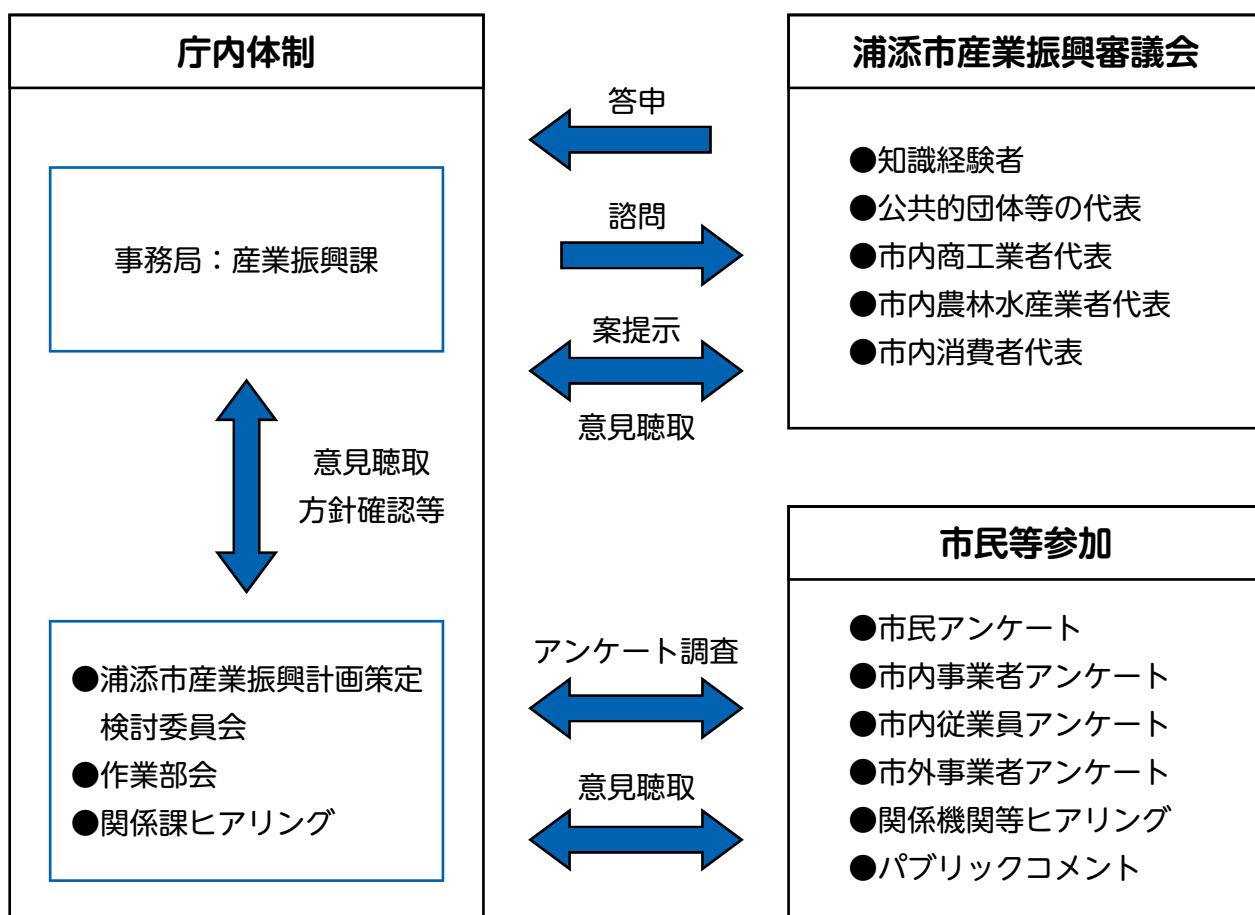 庁内体制
事務局：産業振興課
意見聴取
方針確認等
●浦添市産業振興計画策定
検討委員会
●作業部会
●関係課ヒアリング
答申
諮問
案提示
意見聴取
アンケート調査
意見聴取
浦添市産業振興審議会
●知識経験者
●公共的団体等の代表
●市内商工業者代表
●市内農林水産業者代表
●市内消費者代表
市民等参加
●市民アンケート
●市内事業者アンケート
●市内従業員アンケート
●市外事業者アンケート
●関係機関等ヒアリング
●パブリックコメント